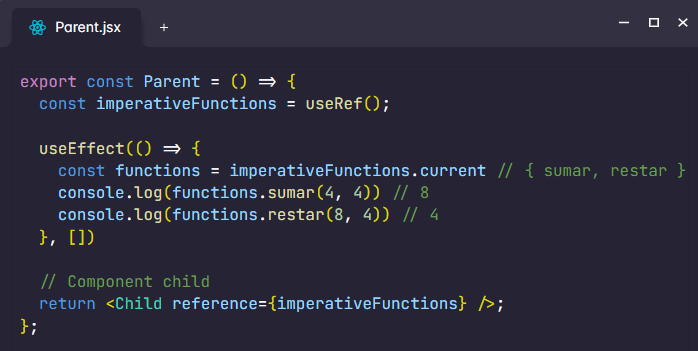 Parent.jsx
export const Parent = () => {
  const imperativeFunctions = useRef();
  useEffect(() => {
    const functions = imperativeFunctions.current // { sumar, restar }
    console.log(functions.sumar(4, 4)) // 8
    console.log(functions.restar(8, 4)) // 4
  }, [])
  // Component child
  return <Child reference={imperativeFunctions} />;
};